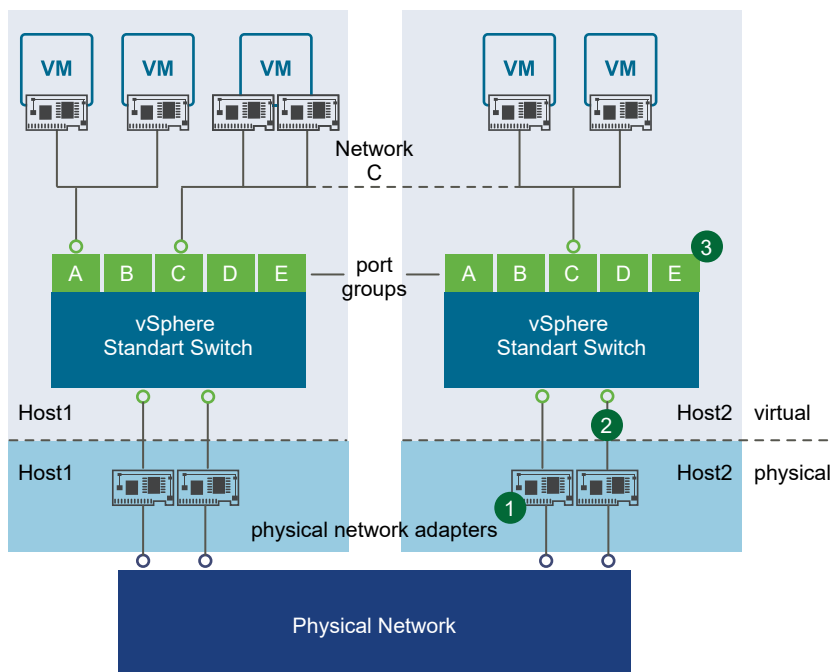 VM
VM
VM
VM
VM
Network
C
3
A
B
C
D
E
port
groups
A
B
C
D
E
vSphere
Standart Switch
vSphere
Standart Switch
Host1
2
Host2
virtual
Host1
Host2
physical
1
physical network adapters
Physical Network